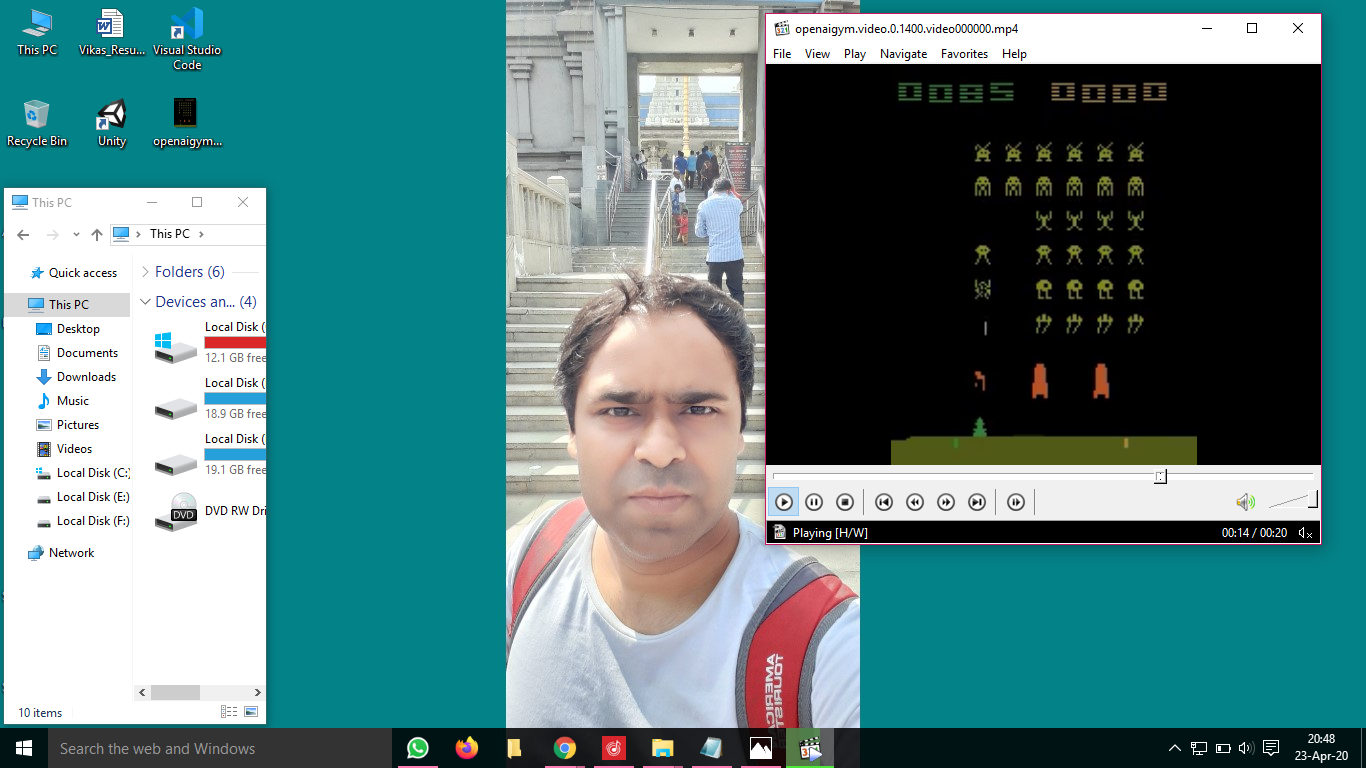 This PC
Vikas_Resu...
Visual Studio
Code
Recycle Bin
Unity
openaigym...
This PC
This PC
Quick access
This PC
Desktop
Documents
Downloads
Music
Pictures
Videos
Local Disk (C:)
Local Disk (E:)
Local Disk (F:)
Network
Folders (6)
Devices an... (4)
Local Disk (
12.1 GB free
Local Disk (
18.9 GB free
Local Disk (
19.1 GB free
DVD
DVD RW Dri
10 items
AMERICA
TOURIST
openaigym.video.0.1400.video000000.mp4
File View Play Navigate Favorites Help
0085 0000
Playing [H/W]
00:14 / 00:20
Search the web and Windows
20:48
23-Apr-20